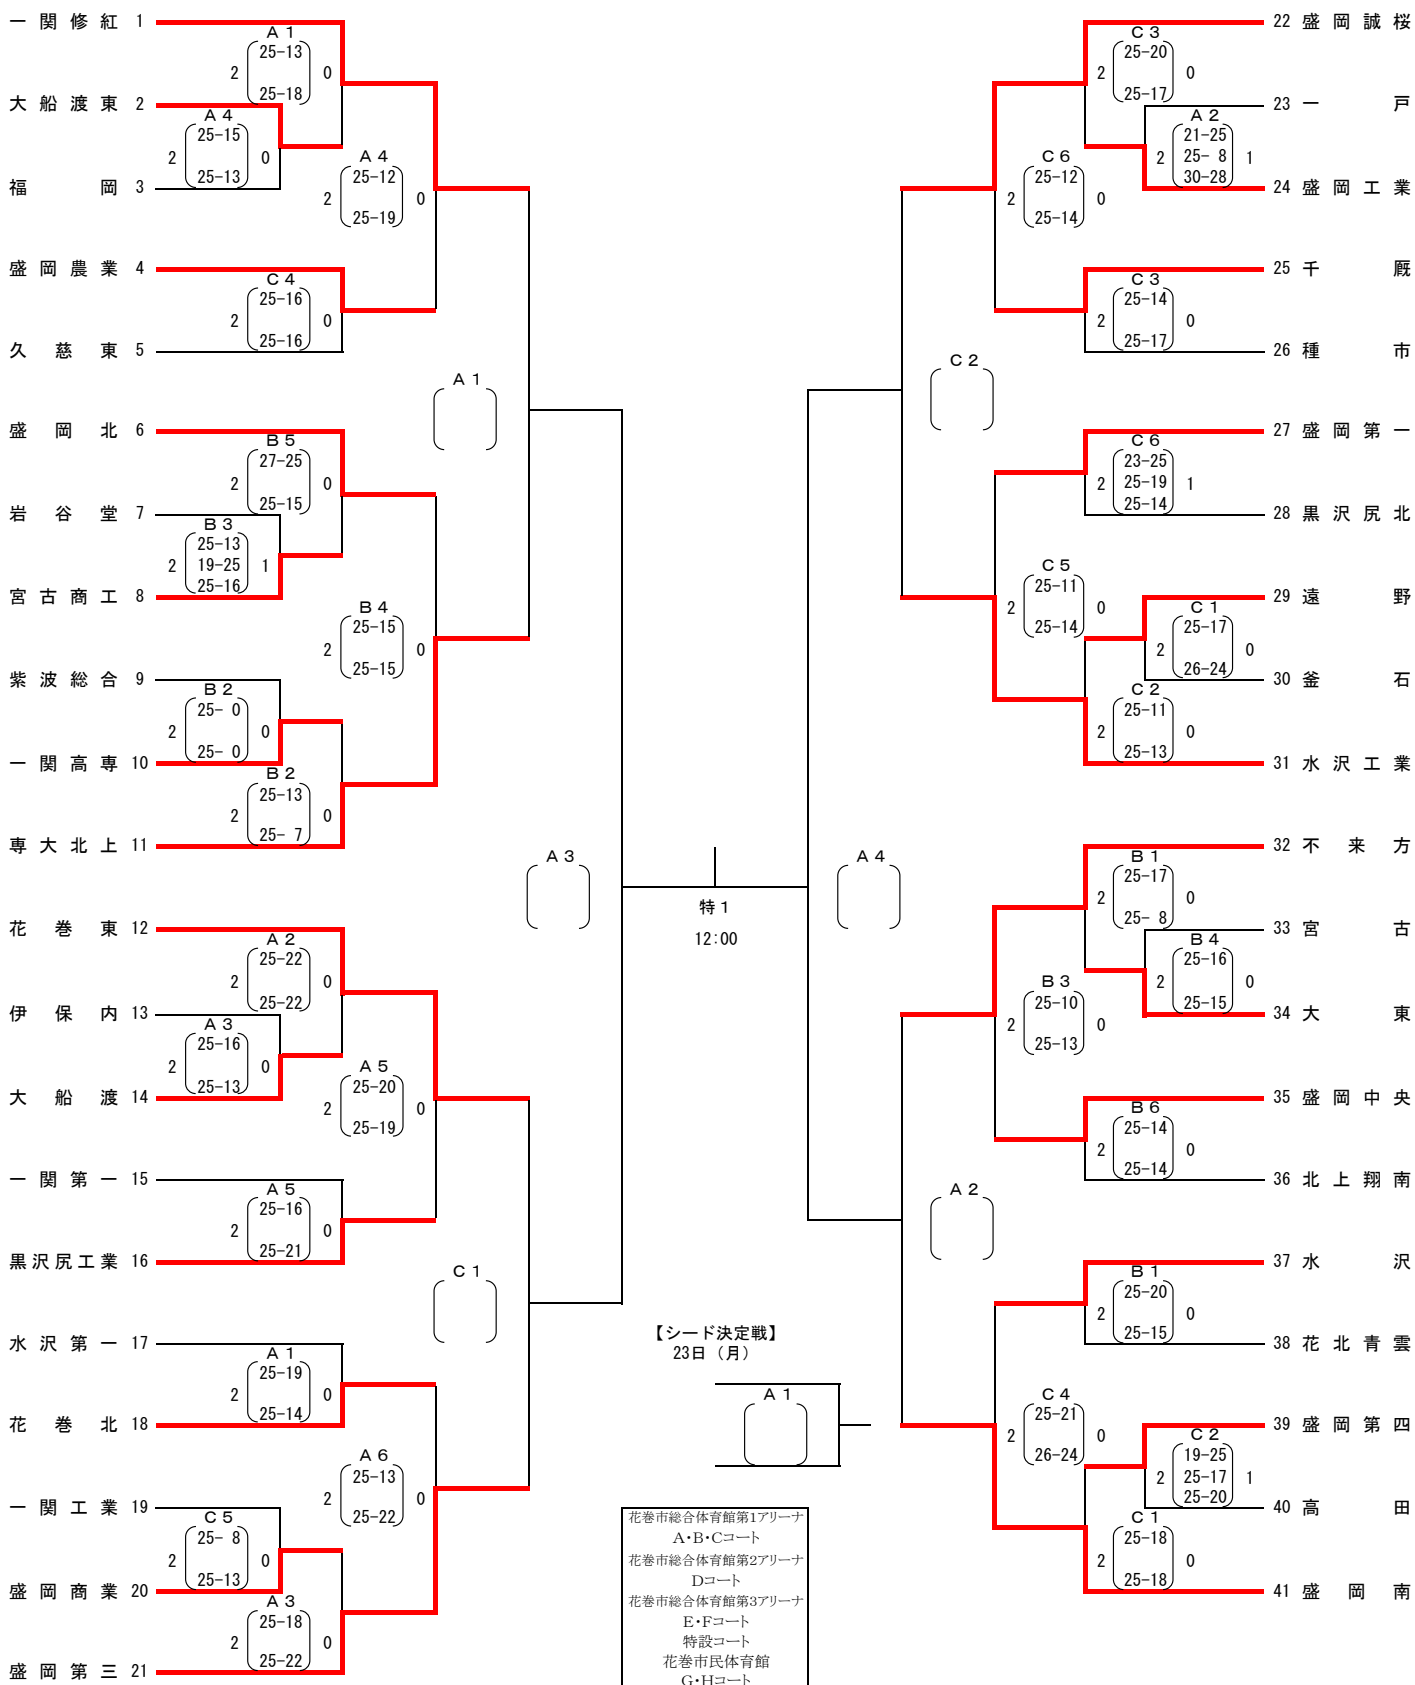 一関修紅 1
A 1
25-13
2 0
25-18
大船渡東 2
A 4
25-15
2 0
25-13
福岡 3
A 4
25-12
2 0
25-19
盛岡農業 4
C 4
25-16
2 0
25-16
久慈東 5
A 1
盛岡北 6
B 5
27-25
2 0
25-15
岩谷堂 7
B 3
25-13
2 19-25 1
25-16
宮古商工 8
B 4
25-15
2 0
25-15
紫波総合 9
B 2
25- 0
2 0
25- 0
一関高専 10
B 2
25-13
2 0
25- 7
専大北上 11
A 3
花巻東 12
A 2
25-22
2 0
25-22
伊保内 13
A 3
25-16
2 0
25-13
大船渡 14
A 5
25-20
2 0
25-19
一関第一 15
A 5
25-16
2 0
25-21
黒沢尻工業 16
C 1
水沢第一 17
A 1
25-19
2 0
25-14
花巻北 18
A 6
25-13
2 0
25-22
一関工業 19
C 5
25- 8
2 0
25-13
盛岡商業 20
A 3
25-18
2 0
25-22
盛岡第三 21
特 1
12:00
【シード決定戦】
23日（月）
A 1
花巻市総合体育館第1アリーナ
A・B・Cコート
花巻市総合体育館第2アリーナ
Dコート
花巻市総合体育館第3アリーナ
E・Fコート
特設コート
花巻市民体育館
G・Hコート
22 盛岡誠桜
C 3
25-20
2 0
25-17
23 一戸
A 2
21-25
2 25- 8 1
30-28
24 盛岡工業
C 6
25-12
2 0
25-14
25 千厩
C 3
25-14
2 0
25-17
26 種市
C 2
27 盛岡第一
C 6
23-25
2 25-19 1
25-14
28 黒沢尻北
C 5
25-11
2 0
25-14
29 遠野
C 1
25-17
2 0
26-24
30 釜石
C 2
25-11
2 0
25-13
31 水沢工業
A 4
32 不来方
B 1
25-17
2 0
25- 8
33 宮古
B 4
25-16
2 0
25-15
34 大東
B 3
25-10
2 0
25-13
35 盛岡中央
B 6
25-14
2 0
25-14
36 北上翔南
A 2
37 水沢
B 1
25-20
2 0
25-15
38 花北青雲
C 4
25-21
2 0
26-24
39 盛岡第四
C 2
19-25
2 25-17 1
25-20
40 高田
C 1
25-18
2 0
25-18
41 盛岡南